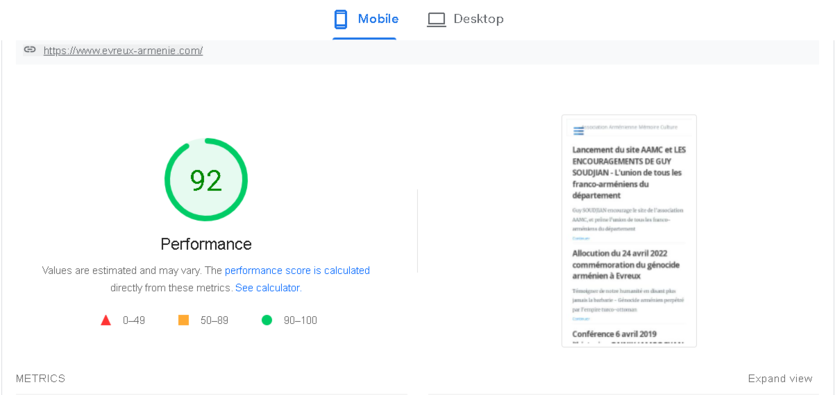 Mobile
Desktop
https://www.evreux-armenie.com/
92
Performance
Values are estimated and may vary. The performance score is calculated
directly from these metrics. See calculator.
0–49
50–89
90–100
Association Arménience Mémoire Culture
Lancement du site AAMC et LES
ENCOURAGEMENTS DE GUY
SOUDJIAN - L'union de tous les
franco-arméniens du
département
Guy SOUDJIAN encourage le site de l'association
AAMC, et prône l'union de tous les franco-
arméniens du département
Allocution du 24 avril 2022
commémoration du génocide
arménien à Evreux
Témoigner de notre humanité en disant plus
jamais la barbarie – Génocide arménien perpétré
par l'empire turco-ottoman
Conférence 6 avril 2019
METRICS
Expand view